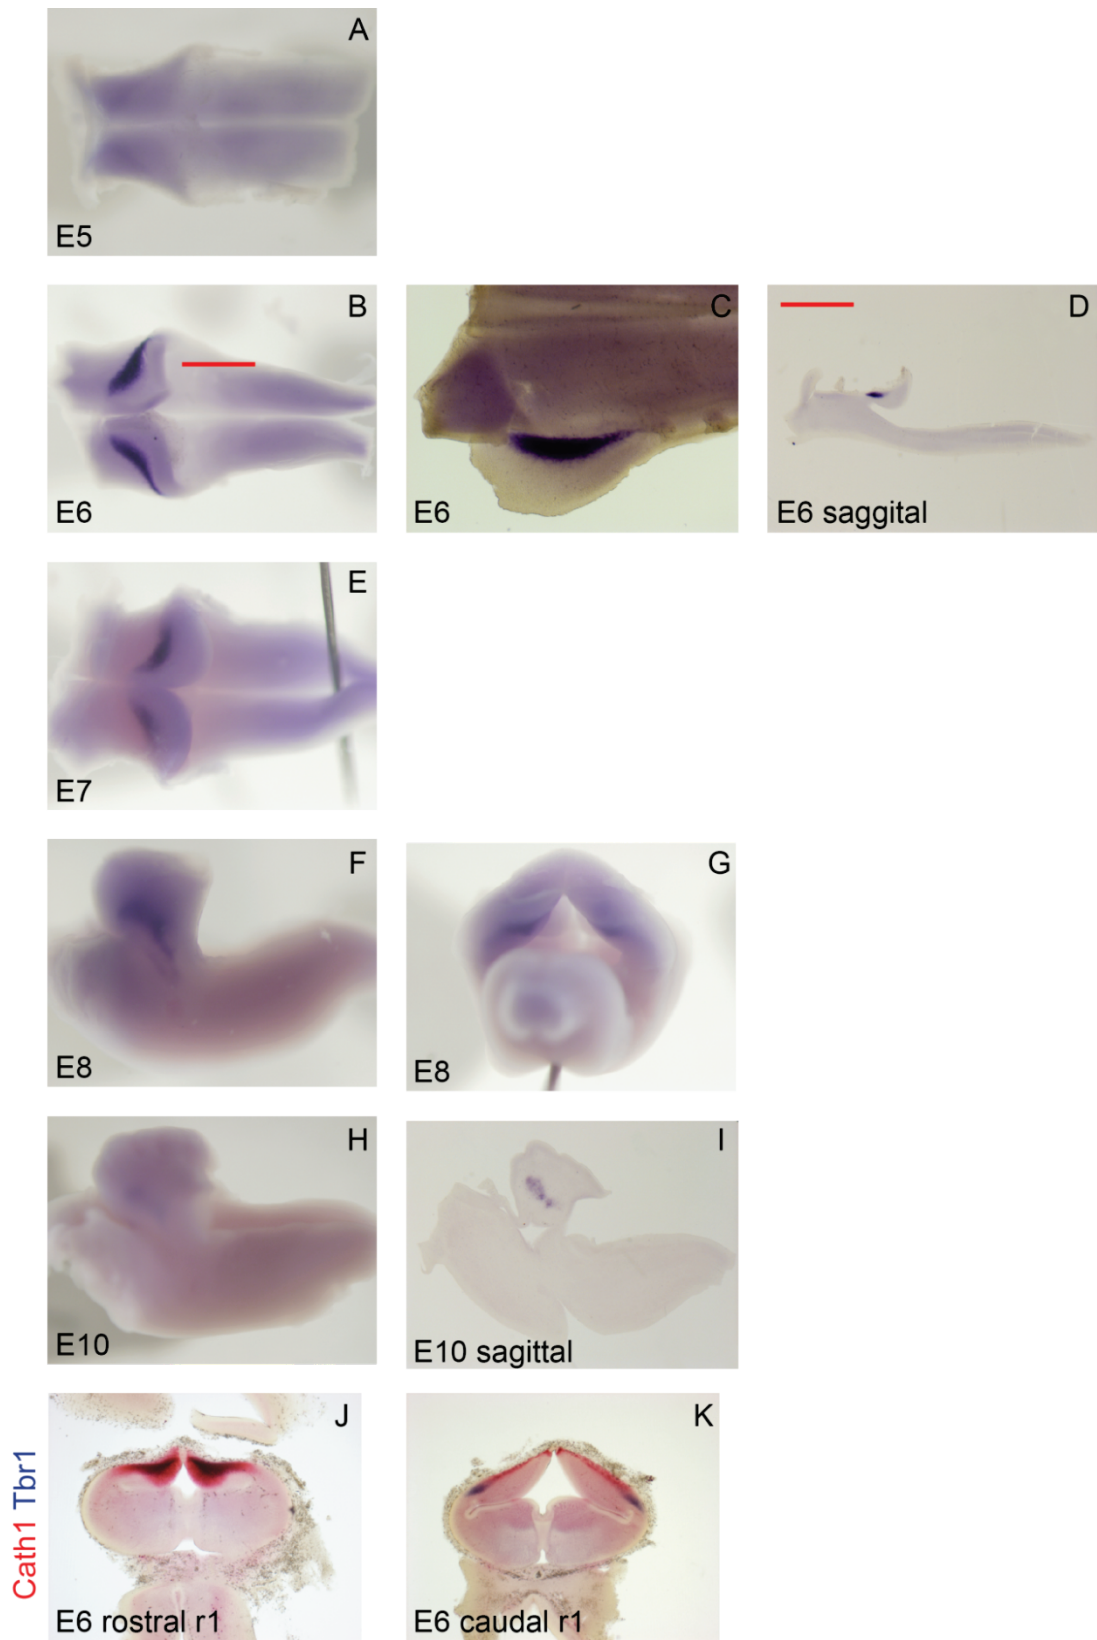 A
E5
B
E6
C
E6
D
E6 saggital
E
E7
F
E8
G
E8
H
E10
I
E10 sagittal
Cath1 Tbr1
J
E6 rostral r1
K
E6 caudal r1